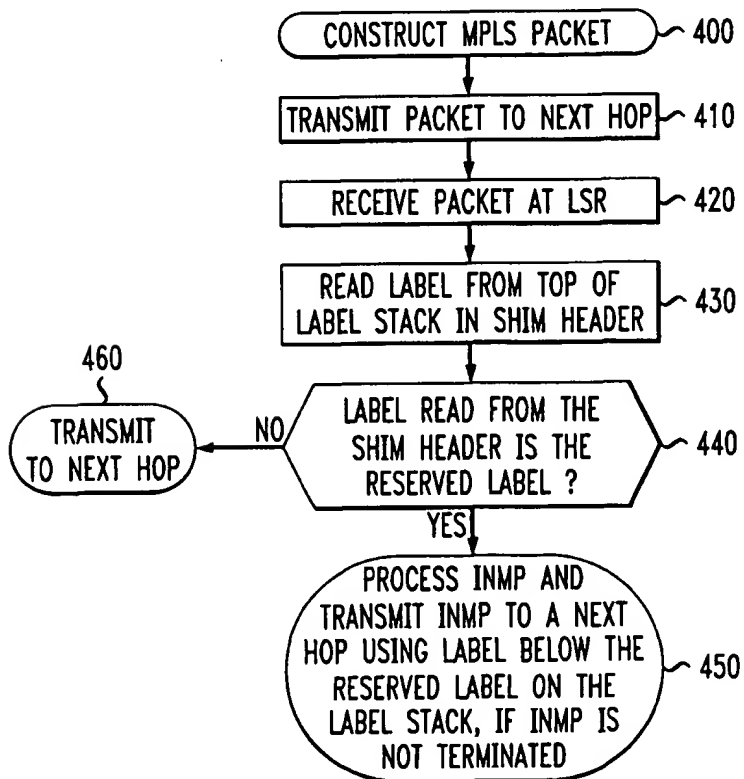 CONSTRUCT MPLS PACKET
400
TRANSMIT PACKET TO NEXT HOP
410
RECEIVE PACKET AT LSR
420
READ LABEL FROM TOP OF
LABEL STACK IN SHIM HEADER
430
460
TRANSMIT
TO NEXT HOP
NO
LABEL READ FROM THE
SHIM HEADER IS THE
RESERVED LABEL ?
440
YES
PROCESS INMP AND
TRANSMIT INMP TO A NEXT
HOP USING LABEL BELOW THE
RESERVED LABEL ON THE
LABEL STACK, IF INMP IS
NOT TERMINATED
450